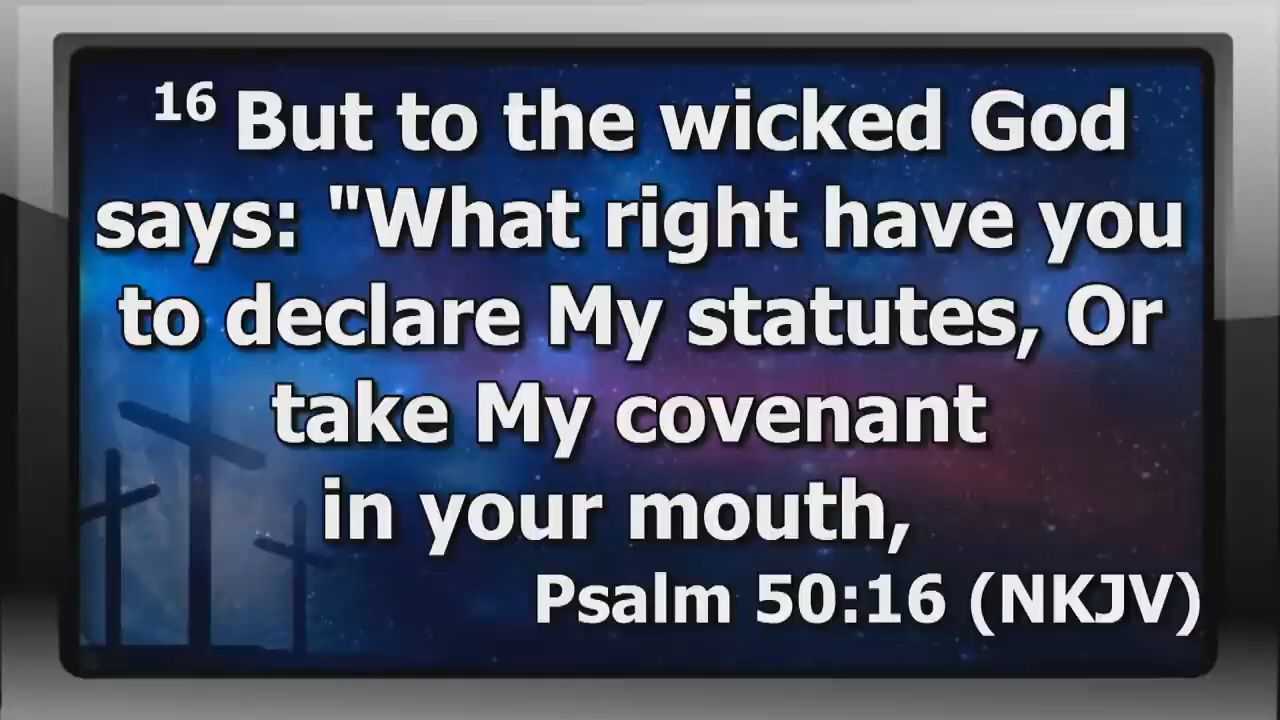 16 But to the wicked God
says: "What right have you
to declare My statutes, Or
take My covenant
in your mouth,
Psalm 50:16 (NKJV)